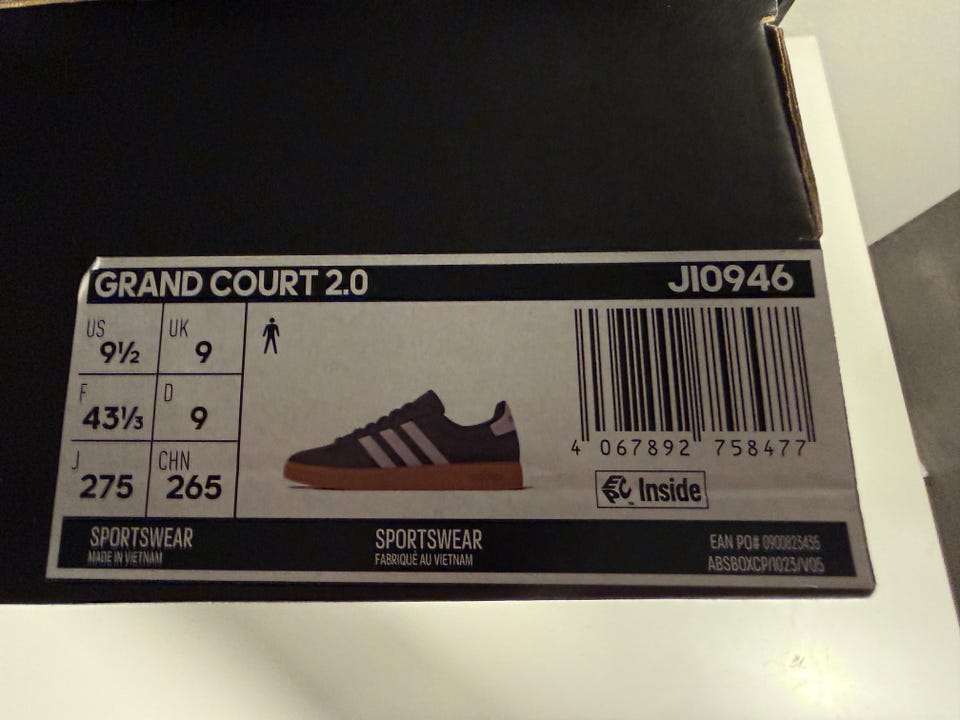 GRAND COURT 2.0 JI0946
US 9½ UK 9
F 43⅓ D 9
J 275 CHN 265
4 067892 758477
EPC Inside
SPORTSWEAR
MADE IN VIETNAM
SPORTSWEAR
FABRIQUÉ AU VIETNAM
EAN PO# 0900823435
ABSBOXCP/1023/V05